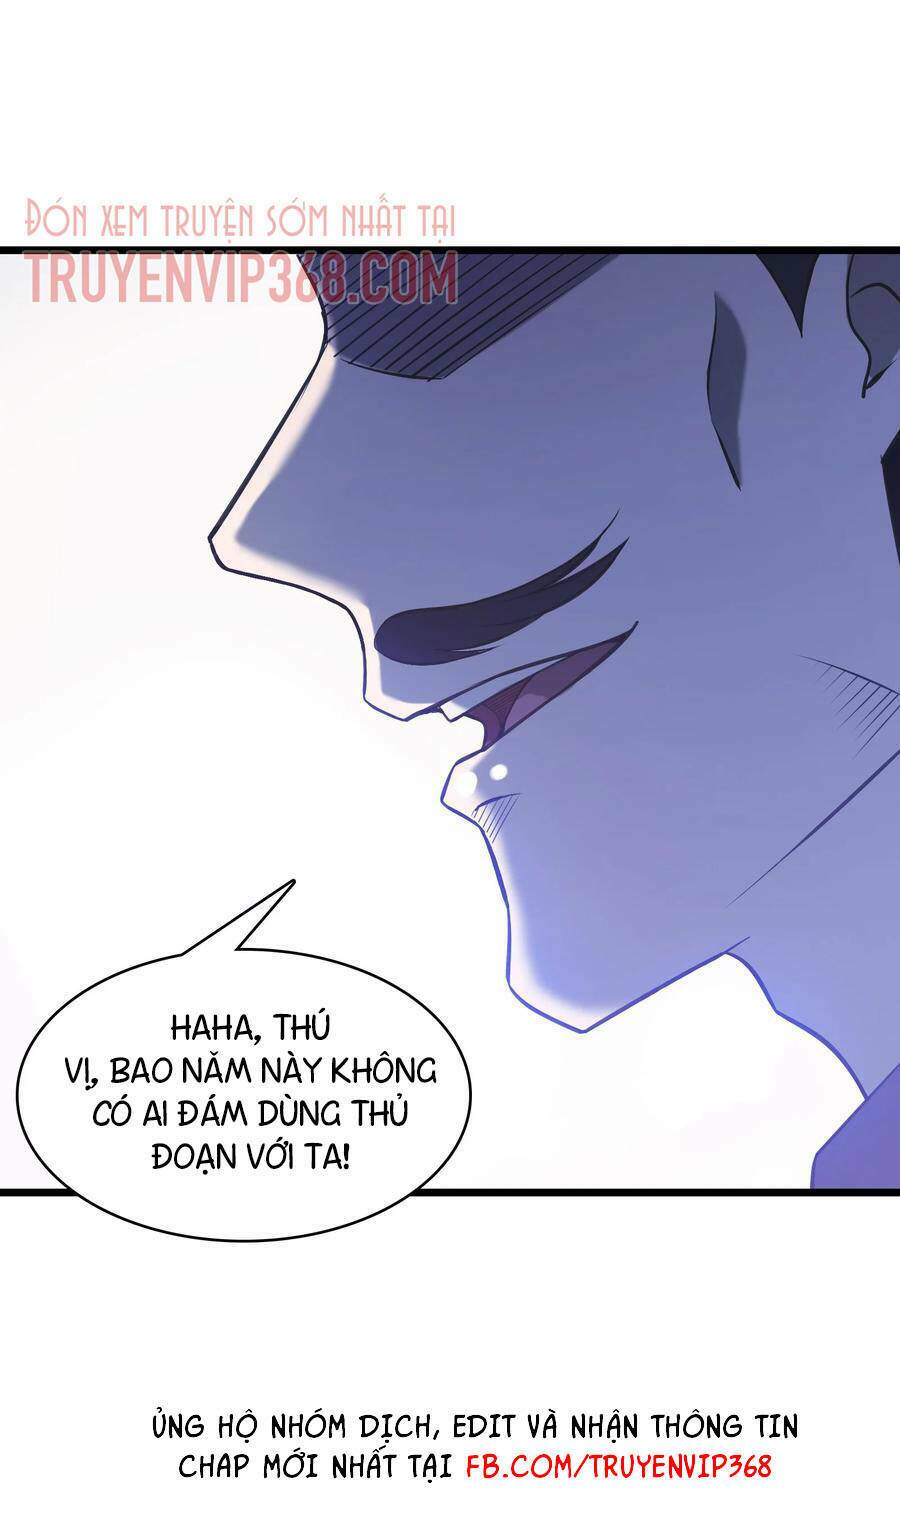 ĐÓN XEM TRUYỆN SỚM NHẤT TẠI
TRUYENVIP368.COM
HAHA, THÚ
VỊ, BAO NĂM NÀY KHÔNG
CÓ AI ĐÁM DÙNG THỦ
ĐOẠN VỚI TA!
ỦNG HỘ NHÓM DỊCH, EDIT VÀ NHẬN THÔNG TIN
CHAP MỚI NHẤT TẠI FB.COM/TRUYENVIP368